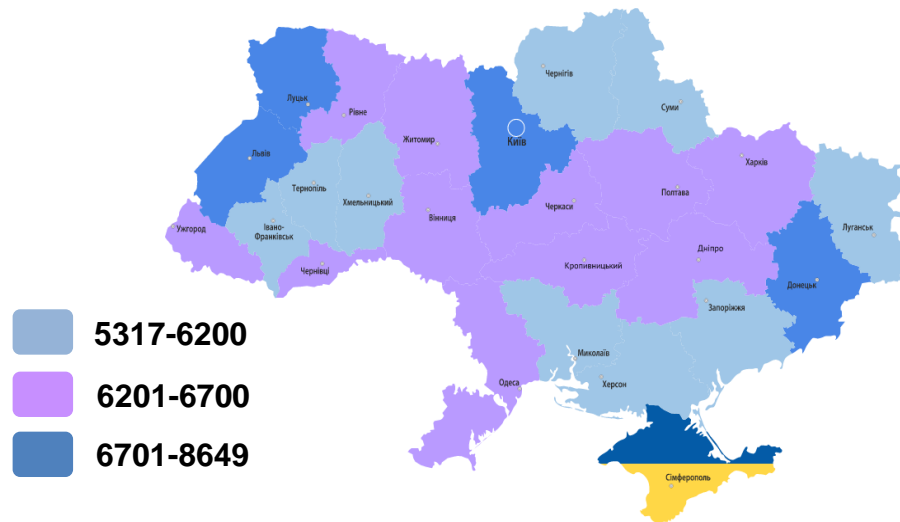 Чернігів
Луцьк
Суми
Рівне
Київ
Житомир
Львів
Харків
Тернопіль
Полтава
Хмельницький
Черкаси
Вінниця
Луганськ
Ужгород
Івано-
Франківськ
Дніпро
Кропивницький
Чернівці
Донецьк
Запоріжжя
5317-6200
Миколаїв
Одеса
Херсон
6201-6700
6701-8649
Сімферополь